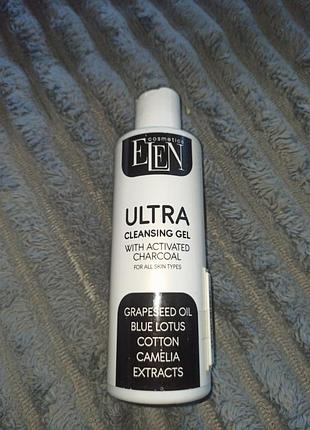 cosmetics
ELEN
ULTRA
CLEANSING GEL
WITH ACTIVATED
CHARCOAL
FOR ALL SKIN TYPES
GRAPESEED OIL
BLUE LOTUS
COTTON
CAMELIA
EXTRACTS